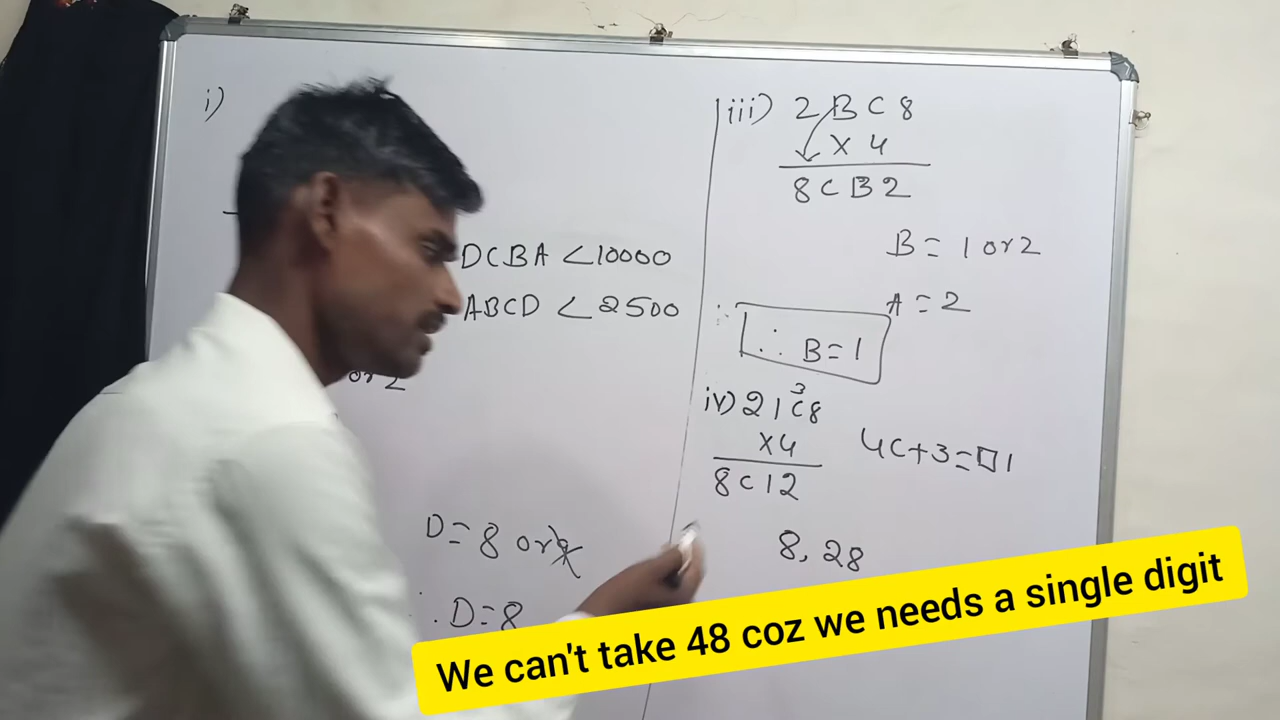 i)
DCBA < 10000
ABCD < 2500
or 2
D = 8 or 9
∴ D = 8
iii) 2 B C 8
X 4
8 C B 2
B = 1 or 2
A = 2
∴ B = 1
iv) 2 1 C 8
3
X 4
8 C 1 2
4C + 3 = □ 1
8, 28
We can't take 48 coz we needs a single digit